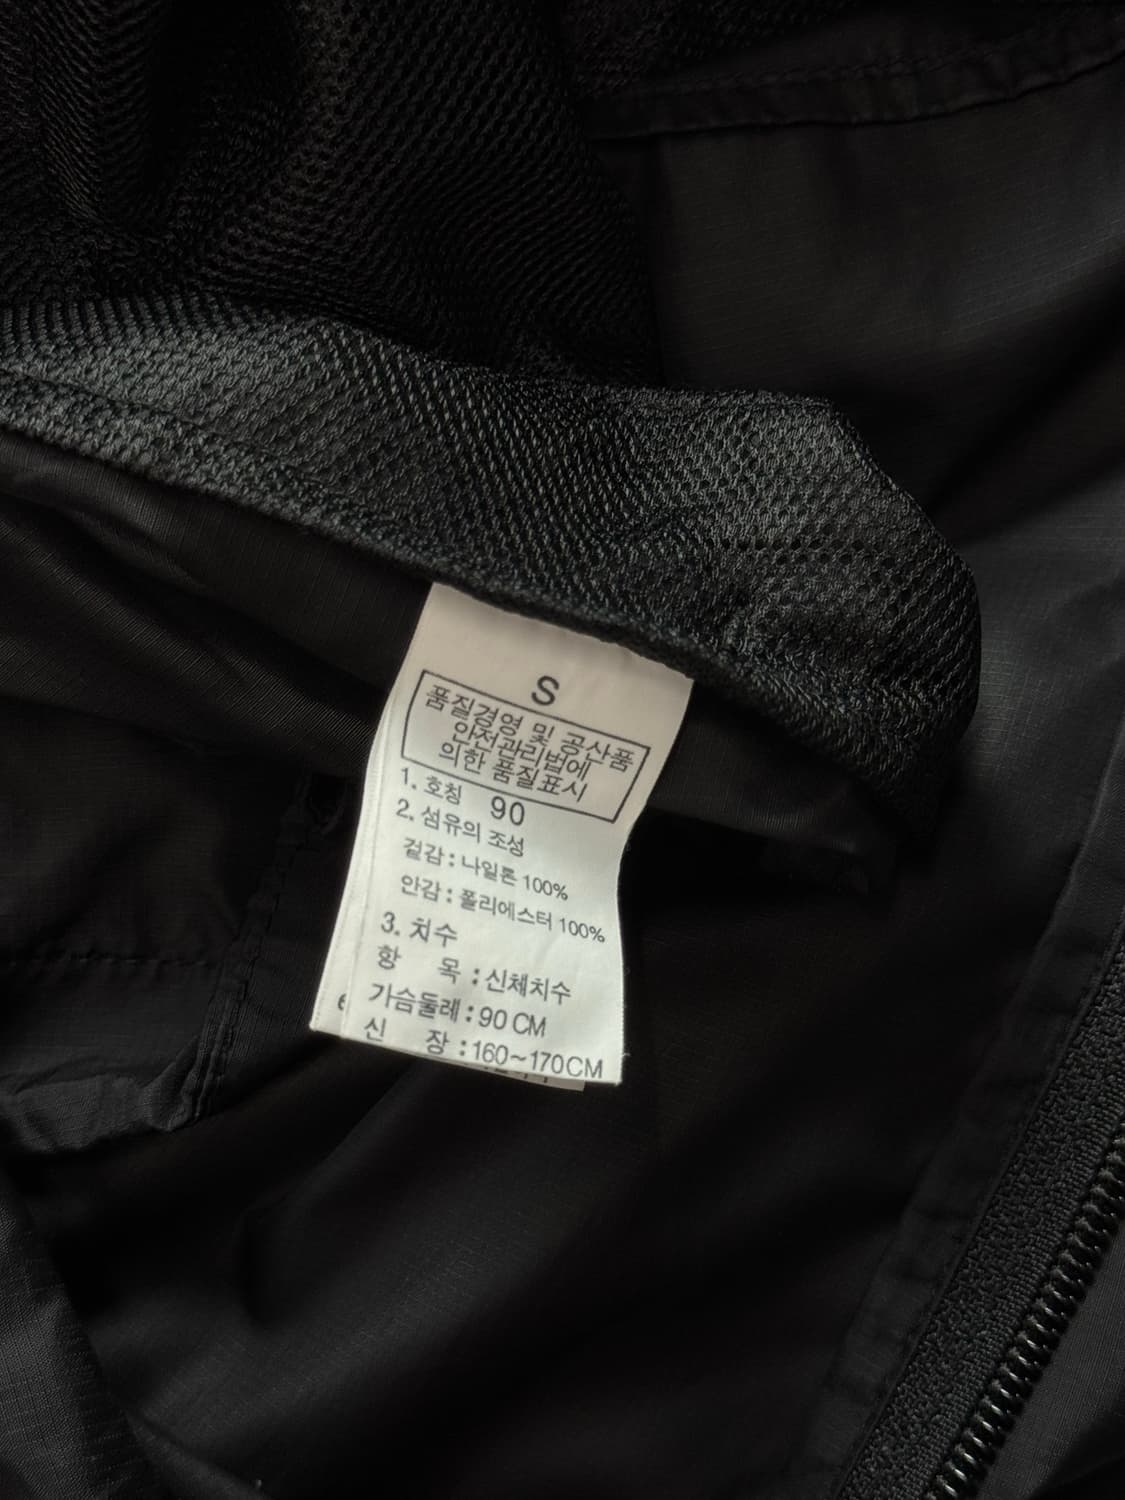 S
품질경영 및 공산품
안전관리법에
의한 품질표시
1. 호칭 90
2. 섬유의 조성
겉감 : 나일론 100%
안감 : 폴리에스터 100%
3. 치수
항 목 : 신체치수
가슴둘레 : 90 CM
신 장 : 160~170CM